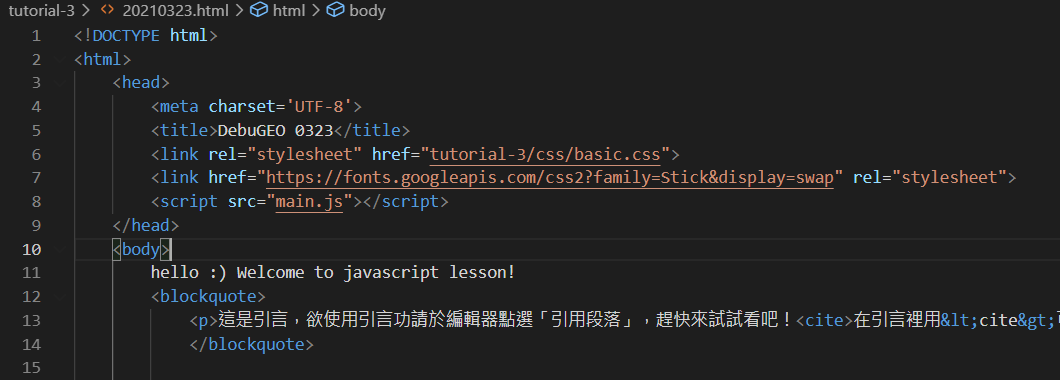 tutorial-3 > <> 20210323.html > html > body
1 <!DOCTYPE html>
2 <html>
3 <head>
4 <meta charset='UTF-8'>
5 <title>DebuGEO 0323</title>
6 <link rel="stylesheet" href="tutorial-3/css/basic.css">
7 <link href="https://fonts.googleapis.com/css2?family=Stick&display=swap" rel="stylesheet">
8 <script src="main.js"></script>
9 </head>
10 <body>
11 hello :) Welcome to javascript lesson!
12 <blockquote>
13 <p>這是引言，欲使用引言功請於編輯器點選「引用段落」，趕快來試試看吧！<cite>在引言裡用&lt;cite&gt;
14 </blockquote>
15